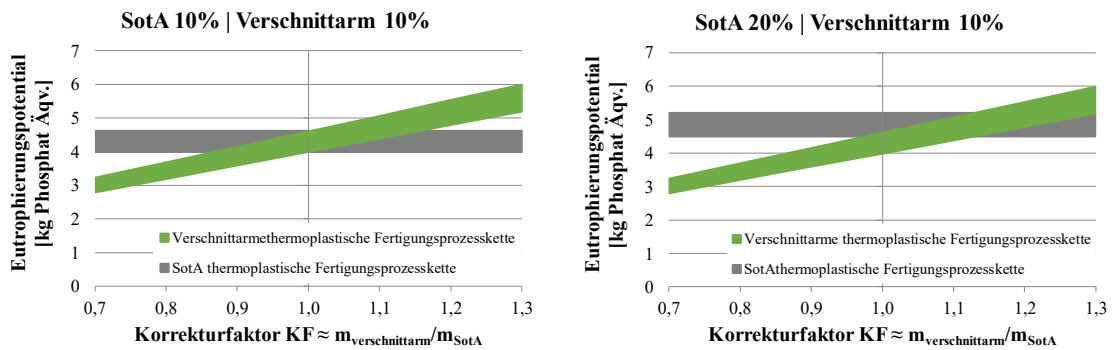 SotA 10% | Verschnittarm 10%
Eutrophierungspotential
[kg Phosphat Äqv.]
7
6
5
4
3
2
1
0
Verschnittarmethermoplastische Fertigungsprozesskette
SotA thermoplastische Fertigungsprozesskette
0,7 0,8 0,9 1,0 1,1 1,2 1,3
Korrekturfaktor KF ≈ mverschnittarm/mSotA
SotA 20% | Verschnittarm 10%
Eutrophierungspotential
[kg Phosphat Äqv.]
7
6
5
4
3
2
1
0
Verschnittarme thermoplastische Fertigungsprozesskette
SotAthermoplastische Fertigungsprozesskette
0,7 0,8 0,9 1,0 1,1 1,2 1,3
Korrekturfaktor KF ≈ mverschnittarm/mSotA